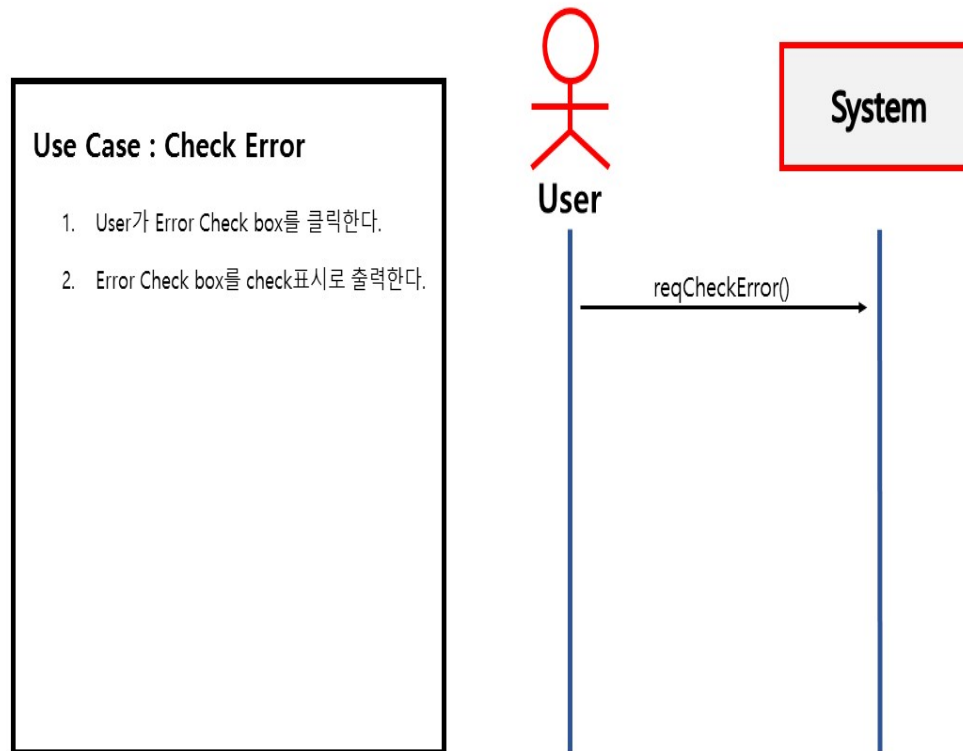 Use Case : Check Error
1. User가 Error Check box를 클릭한다.
2. Error Check box를 check표시로 출력한다.
User
System
reqCheckError()